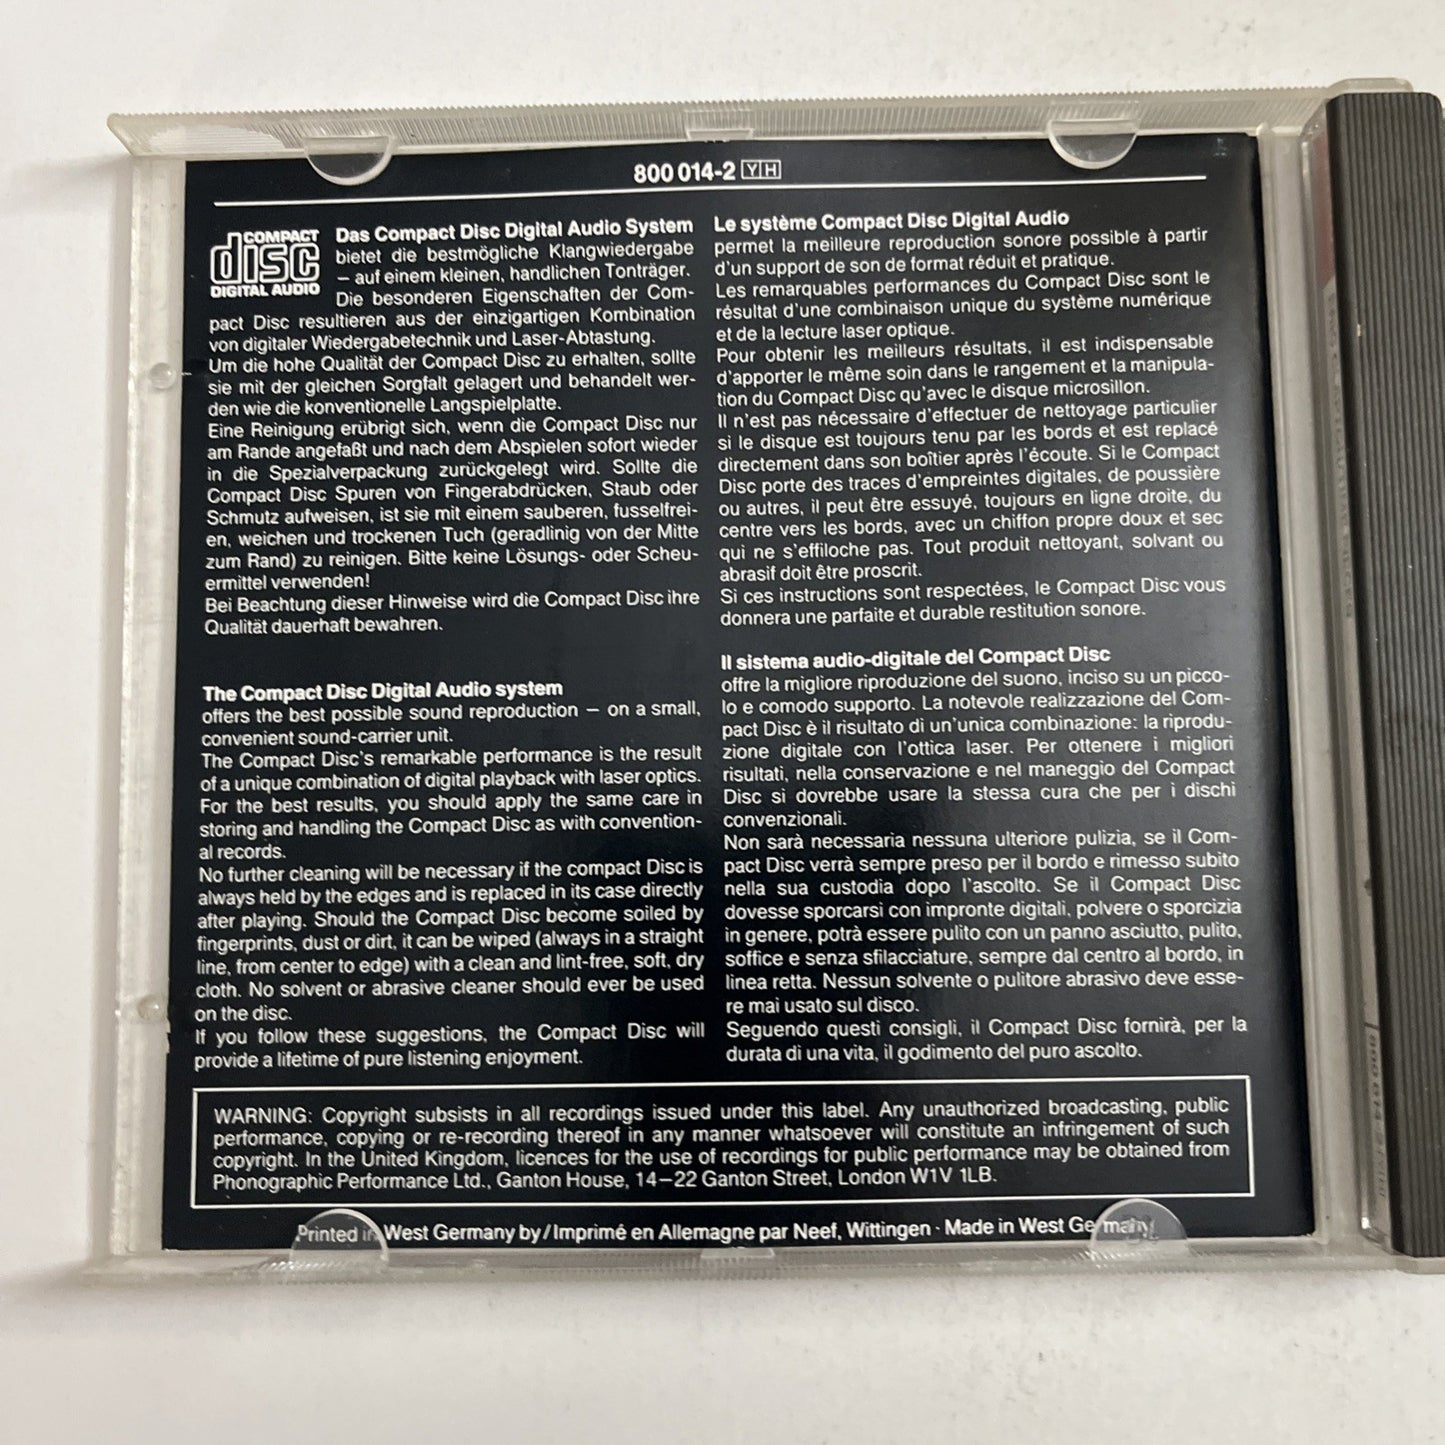 800 014-2 Y H
COMPACT
disc
DIGITAL AUDIO
Das Compact Disc Digital Audio System
bietet die bestmögliche Klangwiedergabe
– auf einem kleinen, handlichen Tonträger.
Die besonderen Eigenschaften der Com-
pact Disc resultieren aus der einzigartigen Kombination
von digitaler Wiedergabetechnik und Laser-Abtastung.
Um die hohe Qualität der Compact Disc zu erhalten, sollte
sie mit der gleichen Sorgfalt gelagert und behandelt wer-
den wie die konventionelle Langspielplatte.
Eine Reinigung erübrigt sich, wenn die Compact Disc nur
am Rande angefaßt und nach dem Abspielen sofort wieder
in die Spezialverpackung zurückgelegt wird. Sollte die
Compact Disc Spuren von Fingerabdrücken, Staub oder
Schmutz aufweisen, ist sie mit einem sauberen, fusselfrei-
en, weichen und trockenen Tuch (geradlinig von der Mitte
zum Rand) zu reinigen. Bitte keine Lösungs- oder Scheu-
ermittel verwenden!
Bei Beachtung dieser Hinweise wird die Compact Disc ihre
Qualität dauerhaft bewahren.
The Compact Disc Digital Audio system
offers the best possible sound reproduction – on a small,
convenient sound-carrier unit.
The Compact Disc's remarkable performance is the result
of a unique combination of digital playback with laser optics.
For the best results, you should apply the same care in
storing and handling the Compact Disc as with convention-
al records.
No further cleaning will be necessary if the compact Disc is
always held by the edges and is replaced in its case directly
after playing. Should the Compact Disc become soiled by
fingerprints, dust or dirt, it can be wiped (always in a straight
line, from center to edge) with a clean and lint-free, soft, dry
cloth. No solvent or abrasive cleaner should ever be used
on the disc.
If you follow these suggestions, the Compact Disc will
provide a lifetime of pure listening enjoyment.
Le système Compact Disc Digital Audio
permet la meilleure reproduction sonore possible à partir
d'un support de son de format réduit et pratique.
Les remarquables performances du Compact Disc sont le
résultat d'une combinaison unique du système numérique
et de la lecture laser optique.
Pour obtenir les meilleurs résultats, il est indispensable
d'apporter le même soin dans le rangement et la manipula-
tion du Compact Disc qu'avec le disque microsillon.
Il n'est pas nécessaire d'effectuer de nettoyage particulier
si le disque est toujours tenu par les bords et est replacé
directement dans son boîtier après l'écoute. Si le Compact
Disc porte des traces d'empreintes digitales, de poussière
ou autres, il peut être essuyé, toujours en ligne droite, du
centre vers les bords, avec un chiffon propre doux et sec
qui ne s'effiloche pas. Tout produit nettoyant, solvant ou
abrasif doit être proscrit.
Si ces instructions sont respectées, le Compact Disc vous
donnera une parfaite et durable restitution sonore.
Il sistema audio-digitale del Compact Disc
offre la migliore riproduzione del suono, inciso su un picco-
lo e comodo supporto. La notevole realizzazione del Com-
pact Disc è il risultato di un'unica combinazione: la riprodu-
zione digitale con l'ottica laser. Per ottenere i migliori
risultati, nella conservazione e nel maneggio del Compact
Disc si dovrebbe usare la stessa cura che per i dischi
convenzionali.
Non sarà necessaria nessuna ulteriore pulizia, se il Com-
pact Disc verrà sempre preso per il bordo e rimesso subito
nella sua custodia dopo l'ascolto. Se il Compact Disc
dovesse sporcarsi con impronte digitali, polvere o sporcizia
in genere, potrà essere pulito con un panno asciutto, pulito,
soffice e senza sfilacciature, sempre dal centro al bordo, in
linea retta. Nessun solvente o pulitore abrasivo deve esse-
re mai usato sul disco.
Seguendo questi consigli, il Compact Disc fornirà, per la
durata di una vita, il godimento del puro ascolto.
WARNING: Copyright subsists in all recordings issued under this label. Any unauthorized broadcasting, public
performance, copying or re-recording thereof in any manner whatsoever will constitute an infringement of such
copyright. In the United Kingdom, licences for the use of recordings for public performance may be obtained from
Phonographic Performance Ltd., Ganton House, 14–22 Ganton Street, London W1V 1LB.
Printed in West Germany by / Imprimé en Allemagne par Neef, Wittingen · Made in West Germany